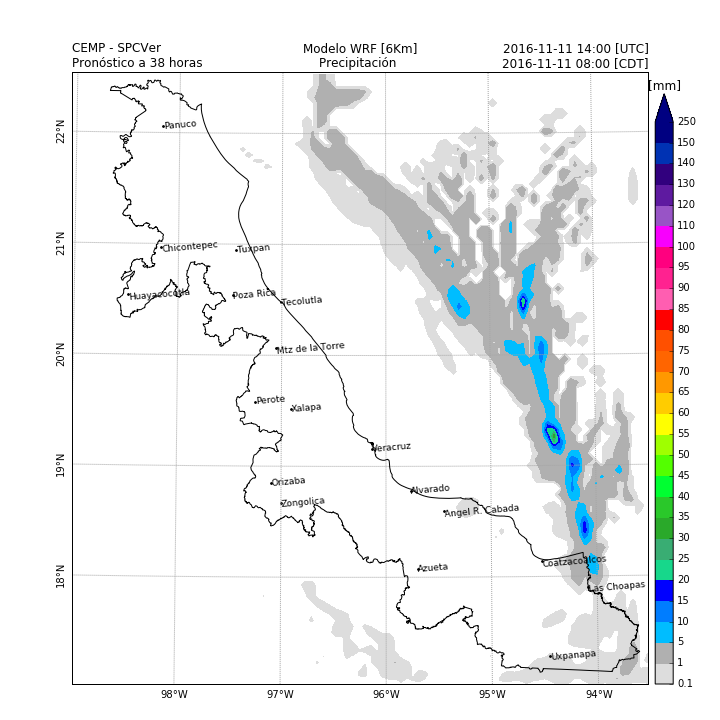 CEMP - SPCVer
Modelo WRF [6Km]
2016-11-11 14:00 [UTC]
Pronóstico a 38 horas
Precipitación
2016-11-11 08:00 [CDT]
[mm]
250
150
140
130
120
110
100
95
90
85
80
75
70
65
60
55
50
45
40
35
30
25
20
15
10
5
1
0.1
22°N
21°N
20°N
19°N
18°N
Panuco
Chicontepec
Tuxpan
Huayacocotla
Poza Rica
Tecolutla
Mtz de la Torre
Perote
Xalapa
Veracruz
Orizaba
Alvarado
Zongolica
Angel R. Cabada
Coatzacoalcos
Azueta
Las Choapas
Uxpanapa
98°W
97°W
96°W
95°W
94°W